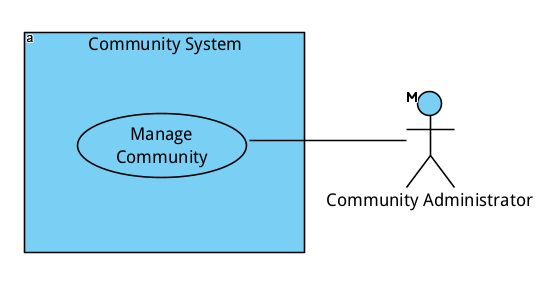 a
Community System
M
Manage
Community
Community Administrator